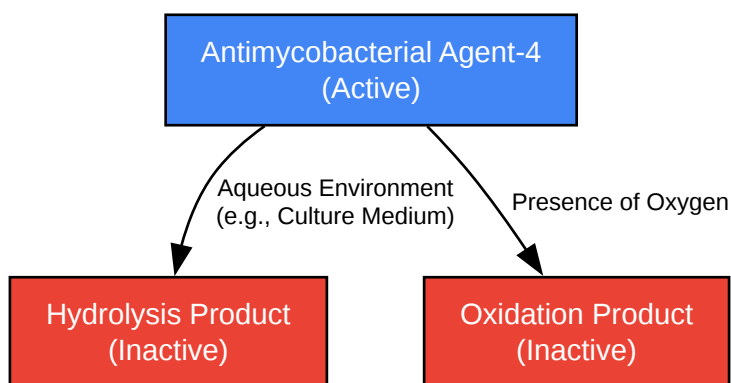 Antimycobacterial Agent-4
(Active)
Aqueous Environment
(e.g., Culture Medium)
Presence of Oxygen
Hydrolysis Product
(Inactive)
Oxidation Product
(Inactive)